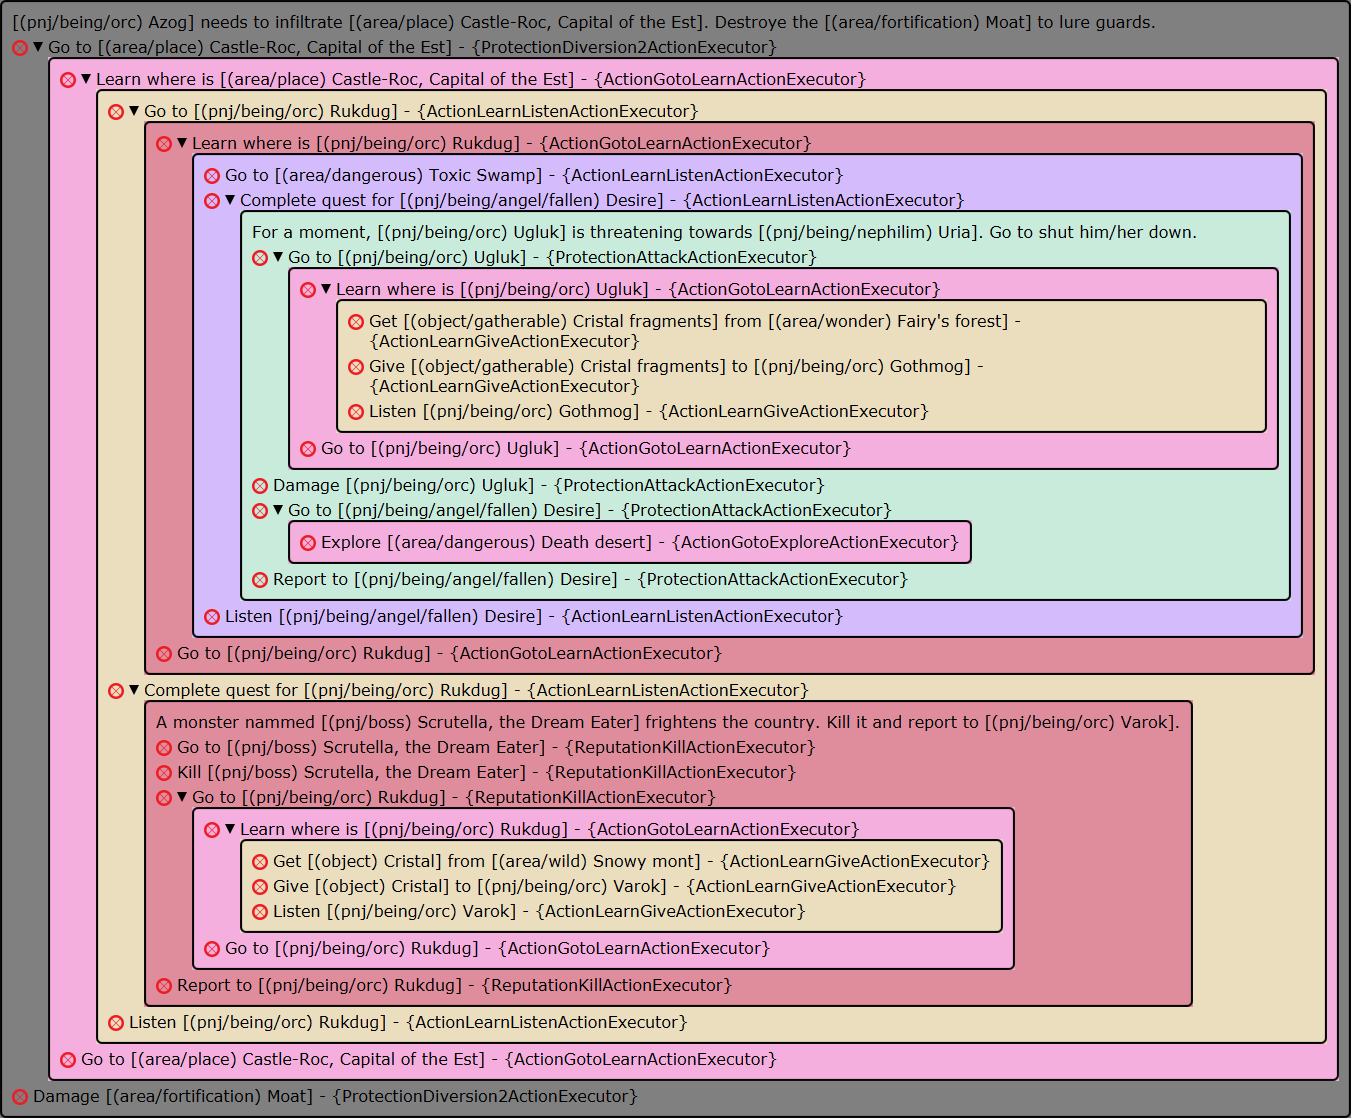 [(pnj/being/orc) Azog] needs to infiltrate [(area/place) Castle-Roc, Capital of the Est]. Destroye the [(area/fortification) Moat] to lure guards.
Go to [(area/place) Castle-Roc, Capital of the Est] - {ProtectionDiversion2ActionExecutor}
Learn where is [(area/place) Castle-Roc, Capital of the Est] - {ActionGotoLearnActionExecutor}
Go to [(pnj/being/orc) Rukdug] - {ActionLearnListenActionExecutor}
Learn where is [(pnj/being/orc) Rukdug] - {ActionGotoLearnActionExecutor}
Go to [(area/dangerous) Toxic Swamp] - {ActionLearnListenActionExecutor}
Complete quest for [(pnj/being/angel/fallen) Desire] - {ActionLearnListenActionExecutor}
For a moment, [(pnj/being/orc) Ugluk] is threatening towards [(pnj/being/nephilim) Uria]. Go to shut him/her down.
Go to [(pnj/being/orc) Ugluk] - {ProtectionAttackActionExecutor}
Learn where is [(pnj/being/orc) Ugluk] - {ActionGotoLearnActionExecutor}
Get [(object/gatherable) Cristal fragments] from [(area/wonder) Fairy's forest] -
{ActionLearnGiveActionExecutor}
Give [(object/gatherable) Cristal fragments] to [(pnj/being/orc) Gothmog] -
{ActionLearnGiveActionExecutor}
Listen [(pnj/being/orc) Gothmog] - {ActionLearnGiveActionExecutor}
Go to [(pnj/being/orc) Ugluk] - {ActionGotoLearnActionExecutor}
Damage [(pnj/being/orc) Ugluk] - {ProtectionAttackActionExecutor}
Go to [(pnj/being/angel/fallen) Desire] - {ProtectionAttackActionExecutor}
Explore [(area/dangerous) Death desert] - {ActionGotoExploreActionExecutor}
Report to [(pnj/being/angel/fallen) Desire] - {ProtectionAttackActionExecutor}
Listen [(pnj/being/angel/fallen) Desire] - {ActionLearnListenActionExecutor}
Go to [(pnj/being/orc) Rukdug] - {ActionGotoLearnActionExecutor}
Complete quest for [(pnj/being/orc) Rukdug] - {ActionLearnListenActionExecutor}
A monster nammed [(pnj/boss) Scrutella, the Dream Eater] frightens the country. Kill it and report to [(pnj/being/orc) Varok].
Go to [(pnj/boss) Scrutella, the Dream Eater] - {ReputationKillActionExecutor}
Kill [(pnj/boss) Scrutella, the Dream Eater] - {ReputationKillActionExecutor}
Go to [(pnj/being/orc) Rukdug] - {ReputationKillActionExecutor}
Learn where is [(pnj/being/orc) Rukdug] - {ActionGotoLearnActionExecutor}
Get [(object) Cristal] from [(area/wild) Snowy mont] - {ActionLearnGiveActionExecutor}
Give [(object) Cristal] to [(pnj/being/orc) Varok] - {ActionLearnGiveActionExecutor}
Listen [(pnj/being/orc) Varok] - {ActionLearnGiveActionExecutor}
Go to [(pnj/being/orc) Rukdug] - {ActionGotoLearnActionExecutor}
Report to [(pnj/being/orc) Rukdug] - {ReputationKillActionExecutor}
Listen [(pnj/being/orc) Rukdug] - {ActionLearnListenActionExecutor}
Go to [(area/place) Castle-Roc, Capital of the Est] - {ActionGotoLearnActionExecutor}
Damage [(area/fortification) Moat] - {ProtectionDiversion2ActionExecutor}